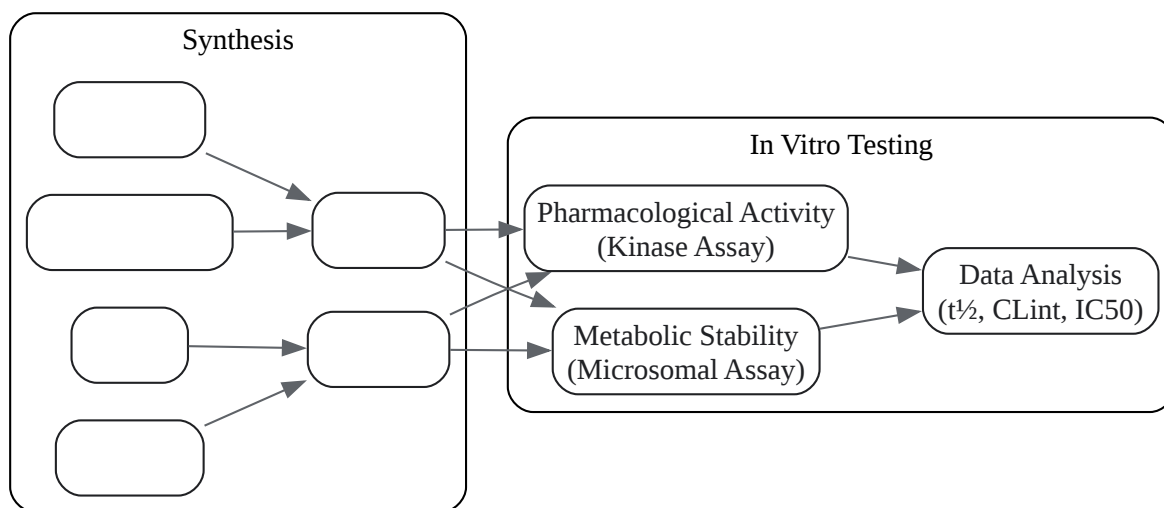 Synthesis
In Vitro Testing
Pharmacological Activity
(Kinase Assay)
Metabolic Stability
(Microsomal Assay)
Data Analysis
(t½, CLint, IC50)